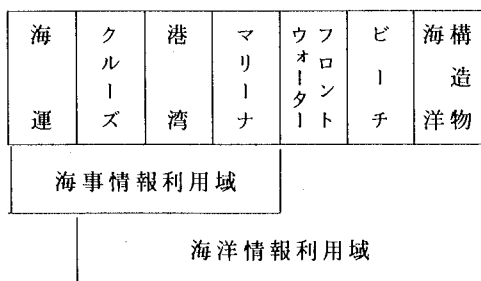 海運
クルーズ
港湾
マリーナ
ウォーター
フロント
ビーチ
海洋
構造物
海事情報利用域
海洋情報利用域